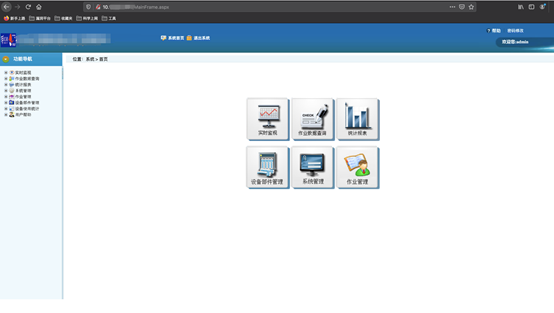 10.
mainFrame.aspx
新手上路 漏洞平台 收藏夹 科学上网 工具
系统首页 退出系统
帮助 密码修改
欢迎您:admin
功能导航
位置: 系统 > 首页
实时监视
作业数据查询
统计报表
系统管理
作业管理
设备部件管理
设备使用统计
用户帮助
实时监视 作业数据查询 统计报表
设备部件管理 系统管理 作业管理